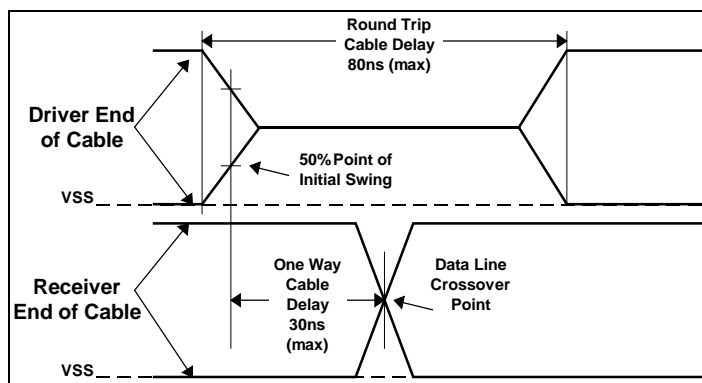 Round Trip
Cable Delay
80ns (max)
Driver End
of Cable
50% Point of
Initial Swing
VSS
One Way
Cable
Delay
30ns
(max)
Data Line
Crossover
Point
Receiver
End of Cable
VSS